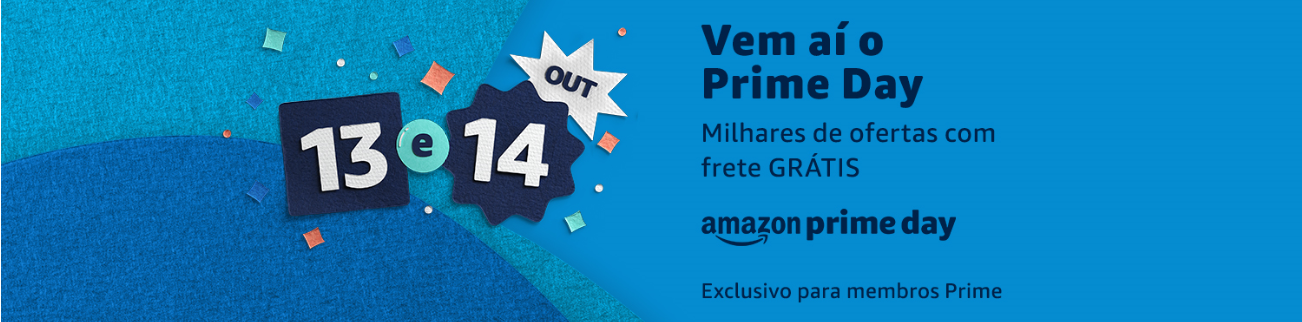 OUT
13 e 14
Vem aí o
Prime Day
Milhares de ofertas com
frete GRÁTIS
amazon prime day
Exclusivo para membros Prime